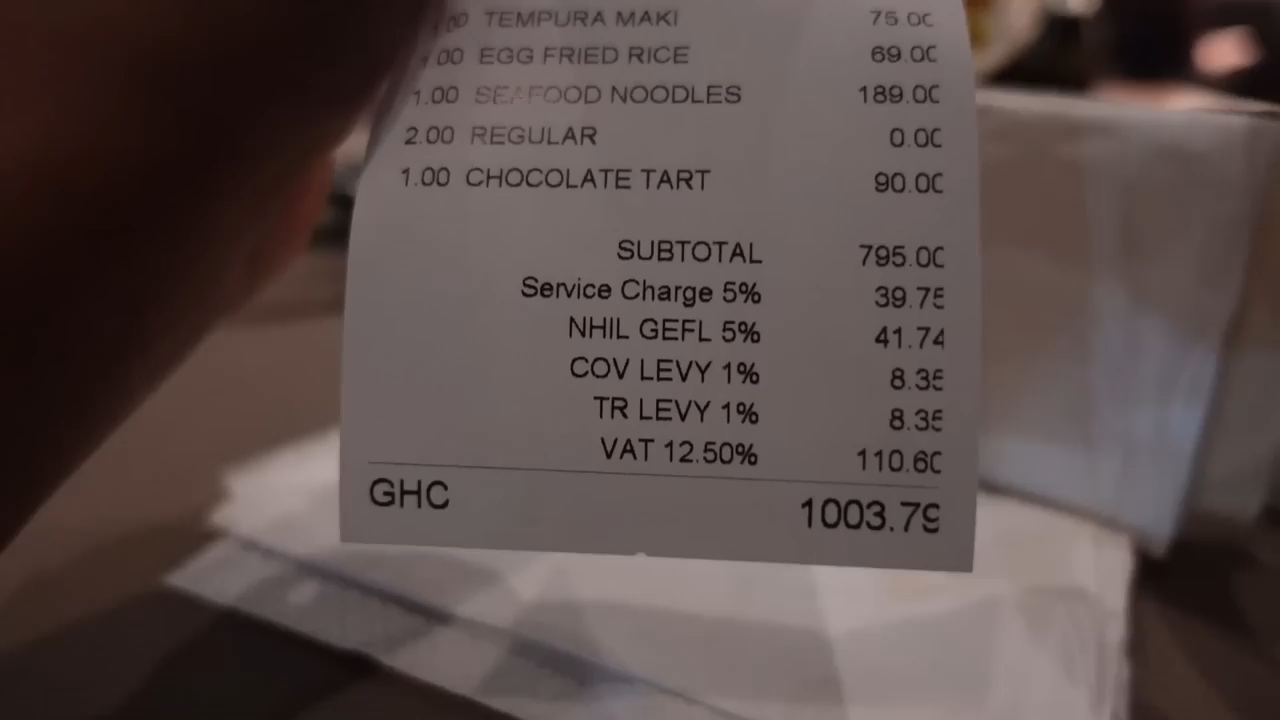 .00 TEMPURA MAKI 75.00
.00 EGG FRIED RICE 69.00
1.00 SEAFOOD NOODLES 189.00
2.00 REGULAR 0.00
1.00 CHOCOLATE TART 90.00
SUBTOTAL 795.00
Service Charge 5% 39.75
NHIL GEFL 5% 41.74
COV LEVY 1% 8.35
TR LEVY 1% 8.35
VAT 12.50% 110.60
GHC 1003.79